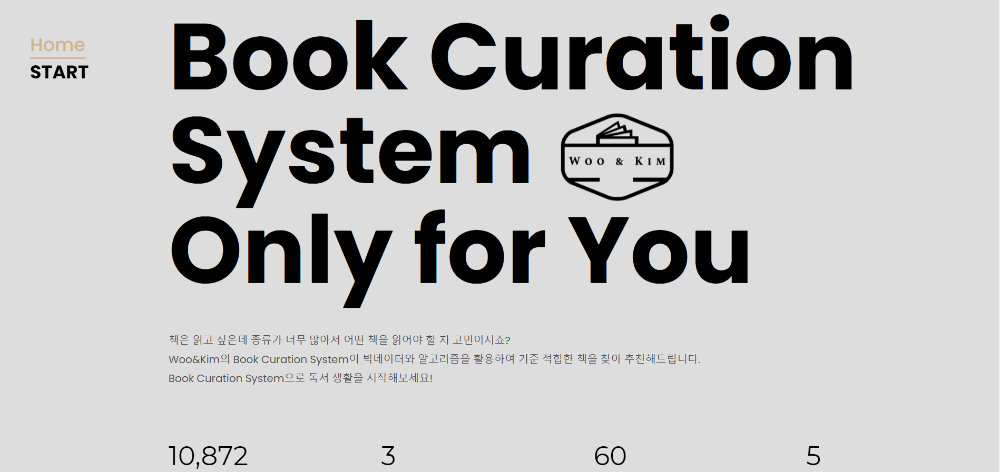 Home
START
Book Curation
System
WOO & KIM
Only for You
책은 읽고 싶은데 종류가 너무 많아서 어떤 책을 읽어야 할 지 고민이시죠?
Woo&Kim의 Book Curation System이 빅데이터와 알고리즘을 활용하여 기준 적합한 책을 찾아 추천해드립니다.
Book Curation System으로 독서 생활을 시작해보세요!
10,872 3 60 5